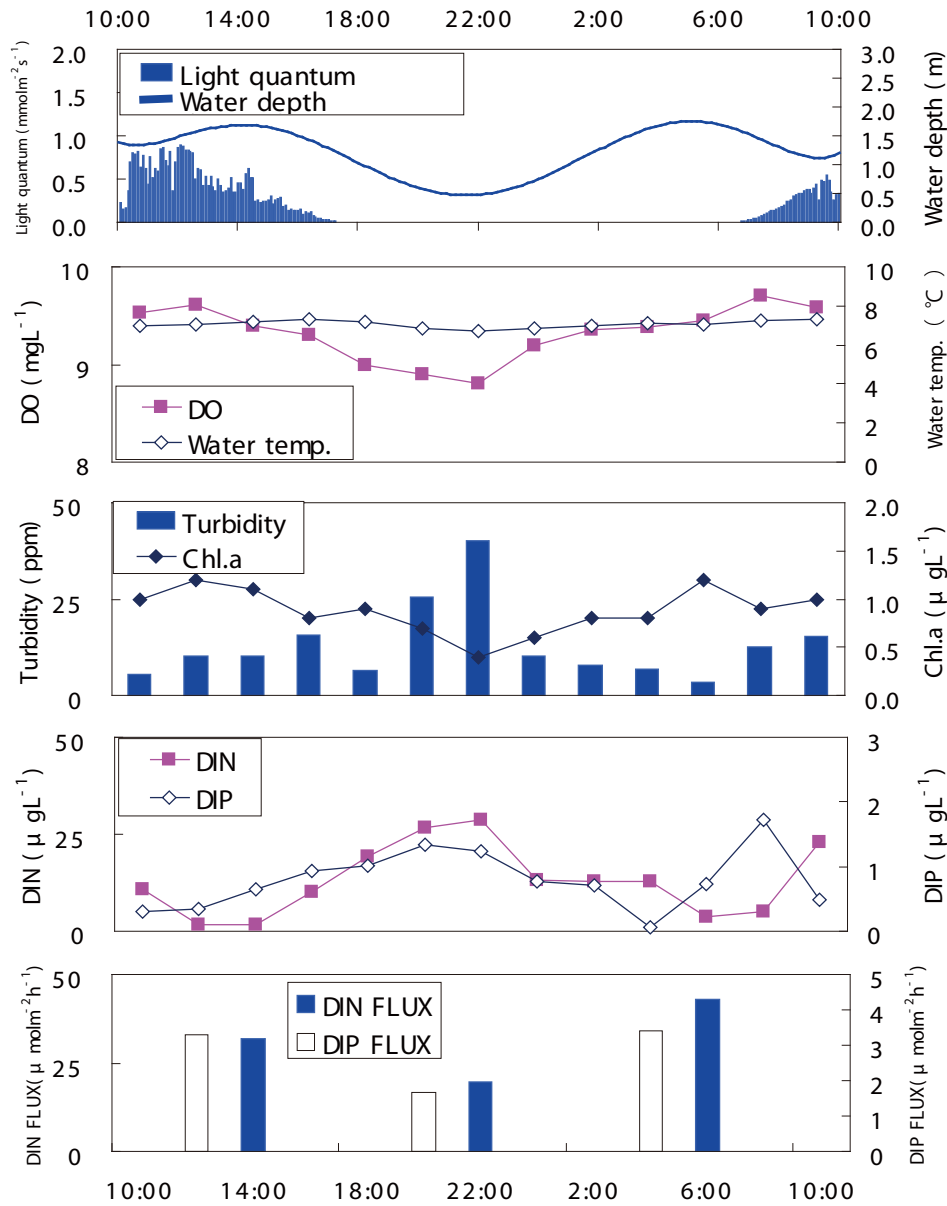 10:00 14:00 18:00 22:00 2:00 6:00 10:00
Light quantum (mmolm⁻²s⁻¹)
2.0
1.5
1.0
0.5
0.0
Light quantum
Water depth
3.0
2.5
2.0
1.5
1.0
0.5
0.0
Water depth (m)
DO (mgL⁻¹)
10
9
8
DO
Water temp.
10
8
6
4
2
0
Water temp. (℃)
Turbidity (ppm)
50
25
0
Turbidity
Chl.a
2.0
1.5
1.0
0.5
0.0
Chl.a (μgL⁻¹)
DIN (μgL⁻¹)
50
25
0
DIN
DIP
3
2
1
0
DIP (μgL⁻¹)
DIN FLUX(μmolm⁻²h⁻¹)
50
25
0
DIN FLUX
DIP FLUX
5
4
3
2
1
0
DIP FLUX(μmolm⁻²h⁻¹)
10:00 14:00 18:00 22:00 2:00 6:00 10:00